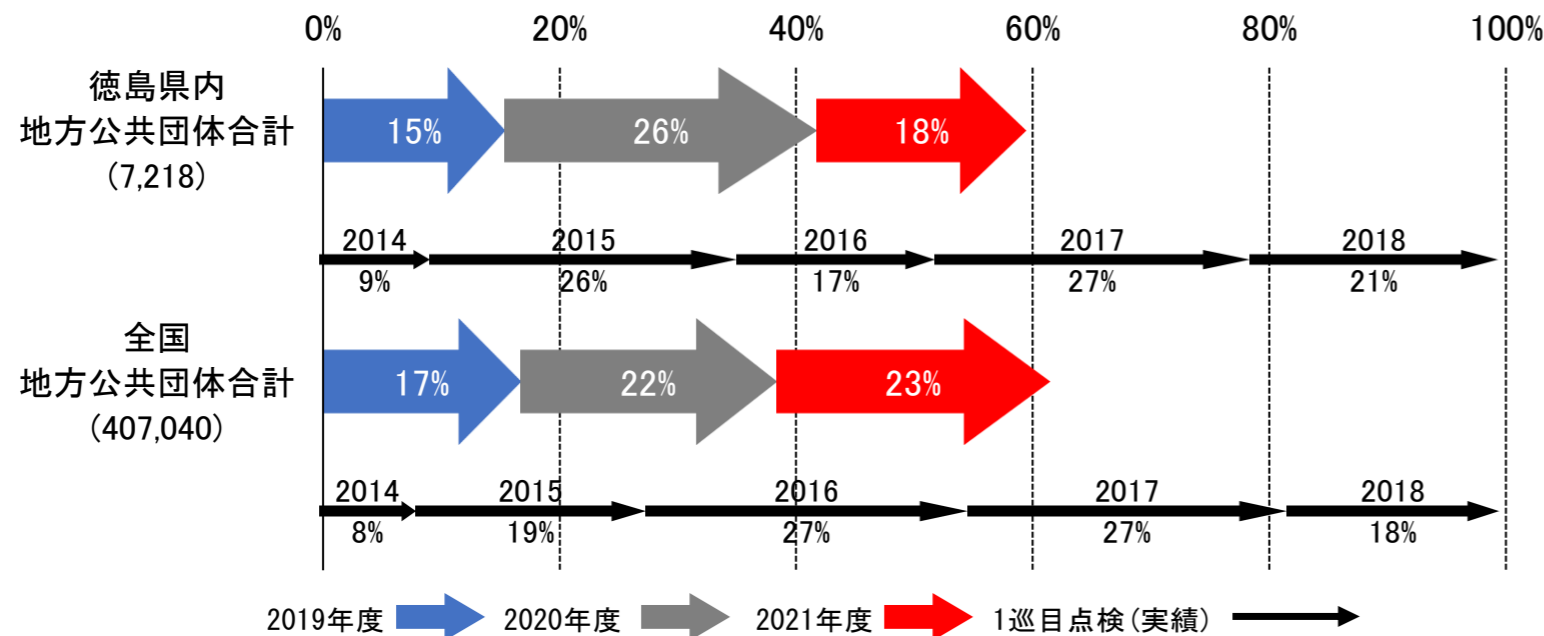 0% 20% 40% 60% 80% 100%
徳島県内
地方公共団体合計
(7,218)
15% 26% 18%
2014 2015 2016 2017 2018
9% 26% 17% 27% 21%
全国
地方公共団体合計
(407,040)
17% 22% 23%
2014 2015 2016 2017 2018
8% 19% 27% 27% 18%
2019年度 2020年度 2021年度 1巡目点検(実績)